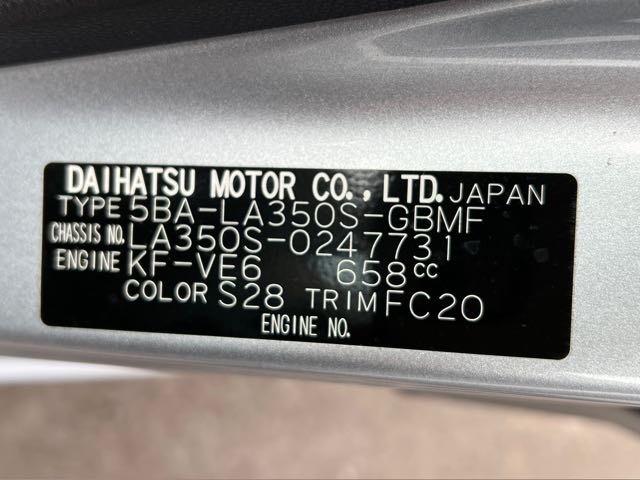 DAIHATSU MOTOR CO., LTD. JAPAN
TYPE 5BA-LA350S-GBMF
CHASSIS NO. LA350S-0247731
ENGINE KF-VE6 658cc
COLOR S28 TRIM FC20
ENGINE NO.